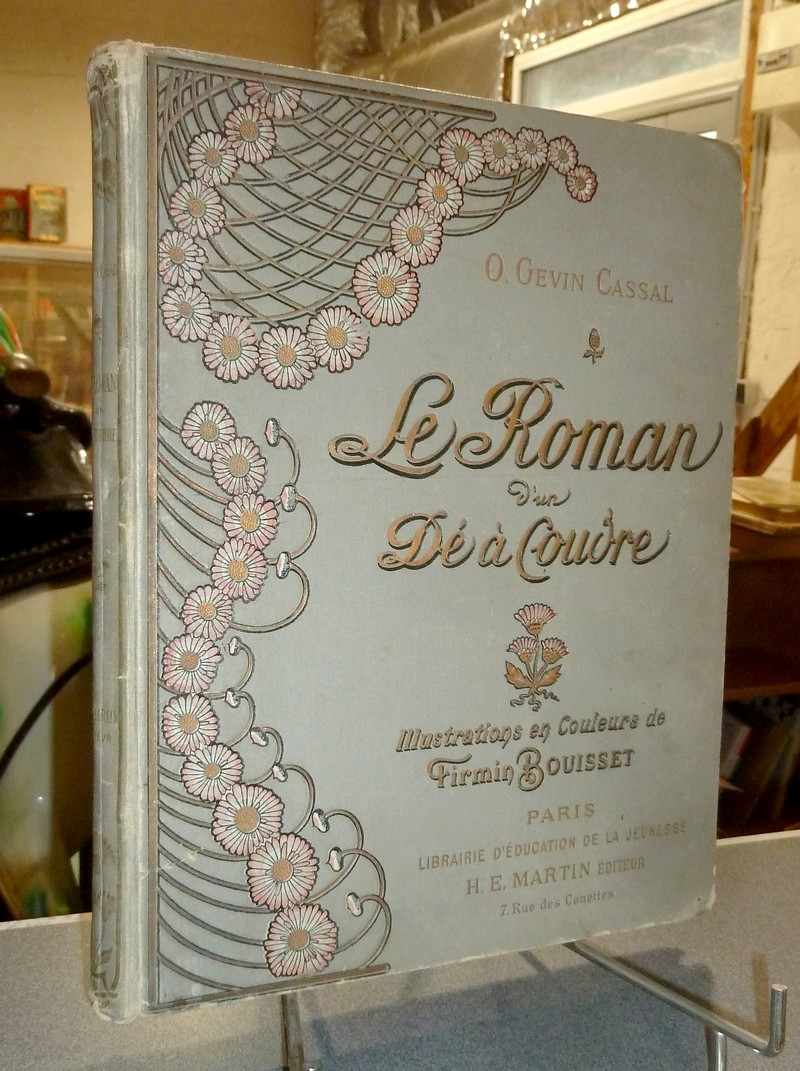 O. GEVIN CASSAL
Le Roman
d'un
Dé à Coudre
Illustrations en Couleurs de
Firmin BOUISSET
PARIS
LIBRAIRIE D'ÉDUCATION DE LA JEUNESSE
H. E. MARTIN ÉDITEUR
7, Rue des Canettes